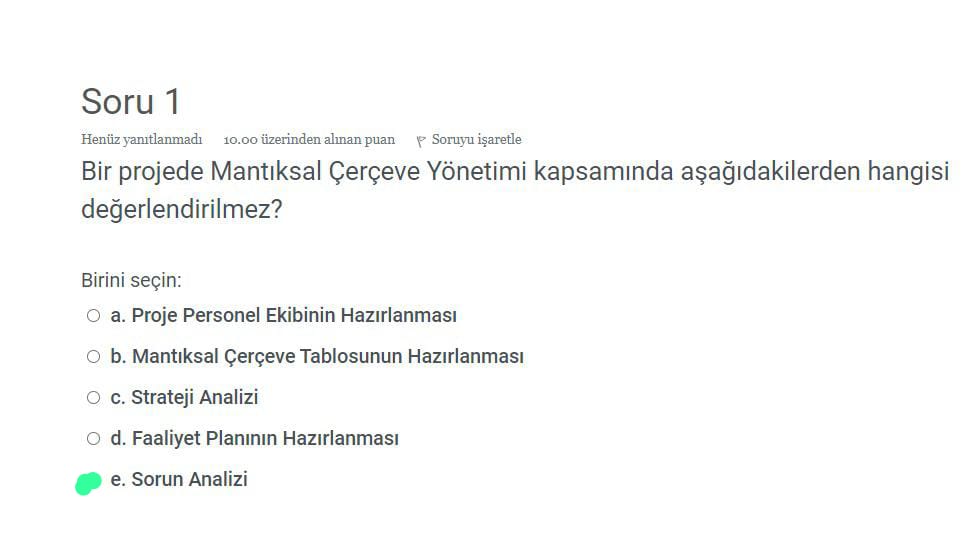 Soru 1
Henüz yanıtlanmadı 10.00 üzerinden alınan puan Soruyu işaretle
Bir projede Mantıksal Çerçeve Yönetimi kapsamında aşağıdakilerden hangisi
değerlendirilmez?
Birini seçin:
a. Proje Personel Ekibinin Hazırlanması
b. Mantıksal Çerçeve Tablosunun Hazırlanması
c. Strateji Analizi
d. Faaliyet Planının Hazırlanması
e. Sorun Analizi